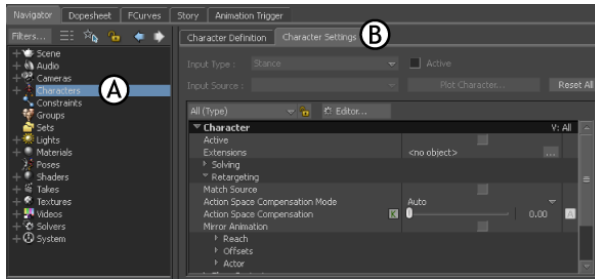 Navigator Dopesheet FCurves Story Animation Trigger
Filters...
Scene
Audio
Cameras
Characters
Constraints
Groups
Sets
Lights
Materials
Poses
Shaders
Takes
Textures
Videos
Solvers
System
A
Character Definition Character Settings B
Input Type : Stance Active
Input Source : Plot Character... Reset All
All (Type) Editor...
Character Y: All
Active
Extensions <no object> ...
Solving
Retargeting
Match Source
Action Space Compensation Mode Auto
Action Space Compensation K 0.00 A
Mirror Animation
Reach
Offsets
Actor